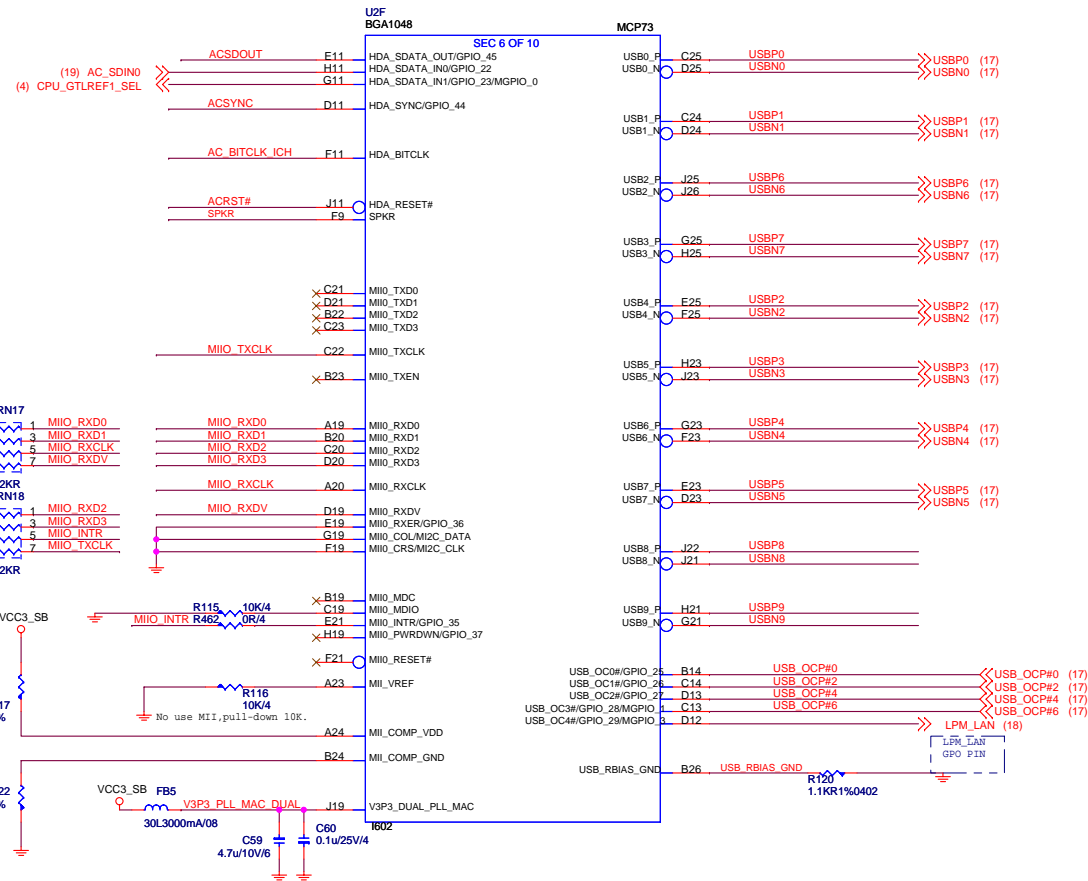 U2F
BGA1048
MCP73
SEC 6 OF 10
ACSDOUT E11 HDA_SDATA_OUT/GPIO_45
(19) AC_SDIN0 H11 HDA_SDATA_IN0/GPIO_22
(4) CPU_GTLREF1_SEL G11 HDA_SDATA_IN1/GPIO_23/MGPIO_0
ACSYNC D11 HDA_SYNC/GPIO_44
AC_BITCLK_ICH F11 HDA_BITCLK
ACRST# J11 HDA_RESET#
SPKR F9 SPKR
C21 MII0_TXD0
D21 MII0_TXD1
B22 MII0_TXD2
C23 MII0_TXD3
MIIO_TXCLK C22 MII0_TXCLK
B23 MII0_TXEN
RN17
1 MIIO_RXD0
3 MIIO_RXD1
5 MIIO_RXCLK
7 MIIO_RXDV
2KR
RN18
1 MIIO_RXD2
3 MIIO_RXD3
5 MIIO_INTR
7 MIIO_TXCLK
2KR
MIIO_RXD0 A19 MII0_RXD0
MIIO_RXD1 B20 MII0_RXD1
MIIO_RXD2 C20 MII0_RXD2
MIIO_RXD3 D20 MII0_RXD3
MIIO_RXCLK A20 MII0_RXCLK
MIIO_RXDV D19 MII0_RXDV
E19 MII0_RXER/GPIO_36
G19 MII0_COL/MI2C_DATA
F19 MII0_CRS/MI2C_CLK
B19 MII0_MDC
R115 10K/4 C19 MII0_MDIO
MIIO_INTR R462 0R/4 E21 MII0_INTR/GPIO_35
H19 MII0_PWRDWN/GPIO_37
F21 MII0_RESET#
A23 MII_VREF
R116
10K/4
No use MII,pull-down 10K.
VCC3_SB
17
%
A24 MII_COMP_VDD
B24 MII_COMP_GND
22
%
VCC3_SB FB5
V3P3_PLL_MAC_DUAL J19 V3P3_DUAL_PLL_MAC
30L3000mA/08
C59
4.7u/10V/6
C60
0.1u/25V/4
I602
USB0_P C25 USBP0 USBP0 (17)
USB0_N D25 USBN0 USBN0 (17)
USB1_P C24 USBP1 USBP1 (17)
USB1_N D24 USBN1 USBN1 (17)
USB2_P J25 USBP6 USBP6 (17)
USB2_N J26 USBN6 USBN6 (17)
USB3_P G25 USBP7 USBP7 (17)
USB3_N H25 USBN7 USBN7 (17)
USB4_P E25 USBP2 USBP2 (17)
USB4_N F25 USBN2 USBN2 (17)
USB5_P H23 USBP3 USBP3 (17)
USB5_N J23 USBN3 USBN3 (17)
USB6_P G23 USBP4 USBP4 (17)
USB6_N F23 USBN4 USBN4 (17)
USB7_P E23 USBP5 USBP5 (17)
USB7_N D23 USBN5 USBN5 (17)
USB8_P J22 USBP8
USB8_N J21 USBN8
USB9_P H21 USBP9
USB9_N G21 USBN9
USB_OC0#/GPIO_25 B14 USB_OCP#0 USB_OCP#0 (17)
USB_OC1#/GPIO_26 C14 USB_OCP#2 USB_OCP#2 (17)
USB_OC2#/GPIO_27 D13 USB_OCP#4 USB_OCP#4 (17)
USB_OC3#/GPIO_28/MGPIO_1 C13 USB_OCP#6 USB_OCP#6 (17)
USB_OC4#/GPIO_29/MGPIO_3 D12 LPM_LAN (18)
LPM_LAN
GPO PIN
USB_RBIAS_GND B26 USB_RBIAS_GND
R120
1.1KR1%0402